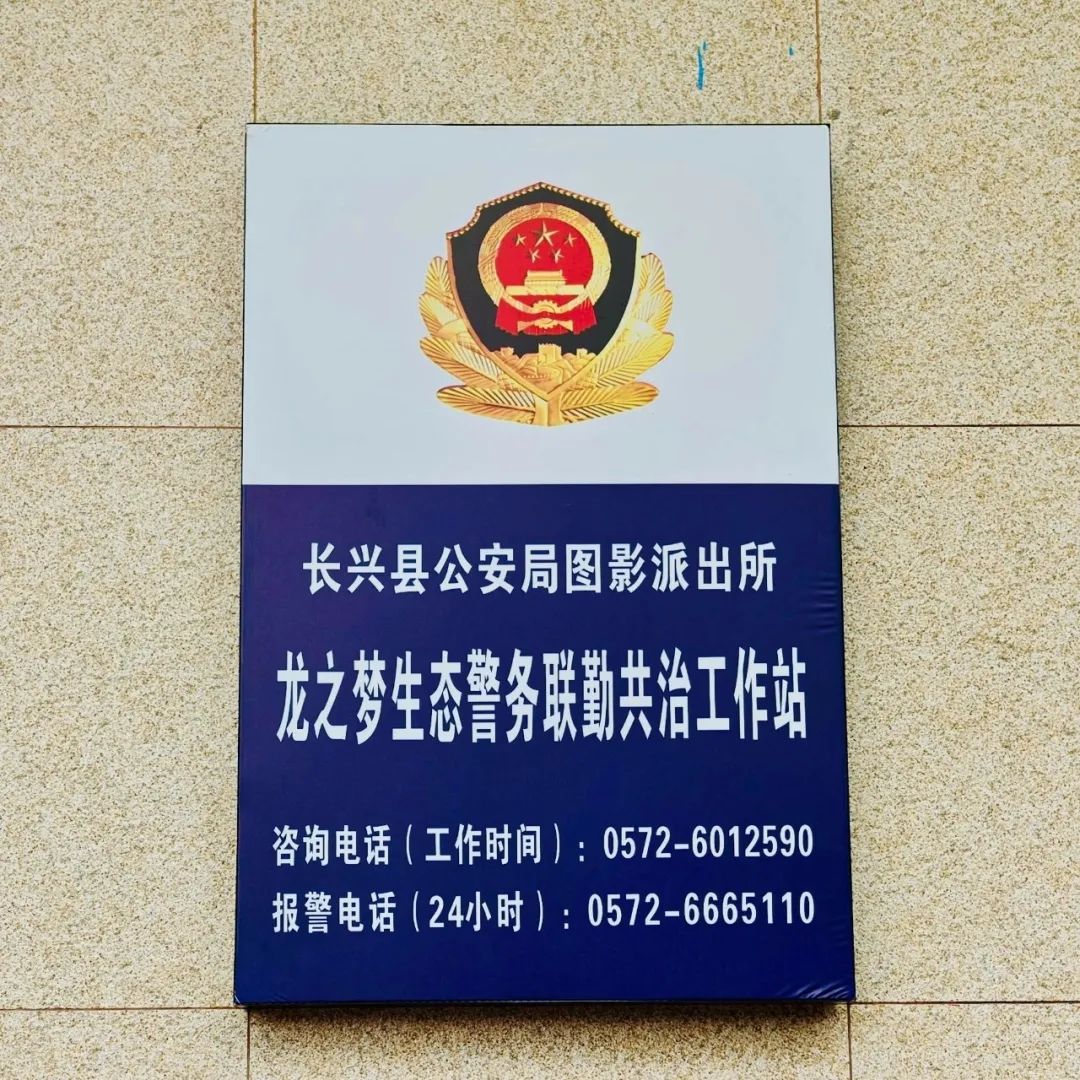 长兴县公安局图影派出所
龙之梦生态警务联勤共治工作站
咨询电话（工作时间）：0572-6012590
报警电话（24小时）：0572-6665110